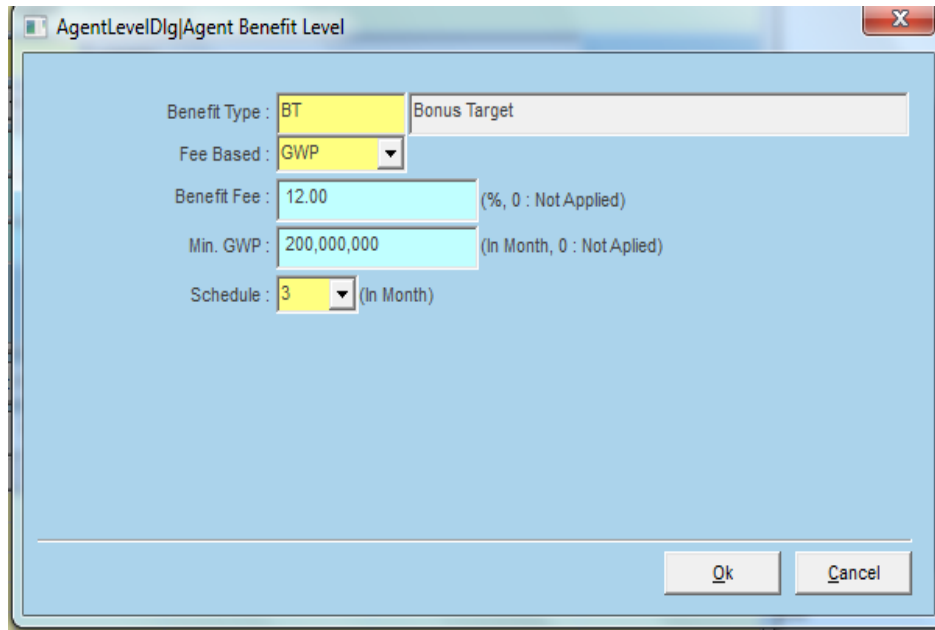 AgentLevelDlg|Agent Benefit Level
X
Benefit Type : BT Bonus Target
Fee Based : GWP
Benefit Fee : 12.00 (%, 0 : Not Applied)
Min. GWP : 200,000,000 (In Month, 0 : Not Aplied)
Schedule : 3 (In Month)
Ok Cancel